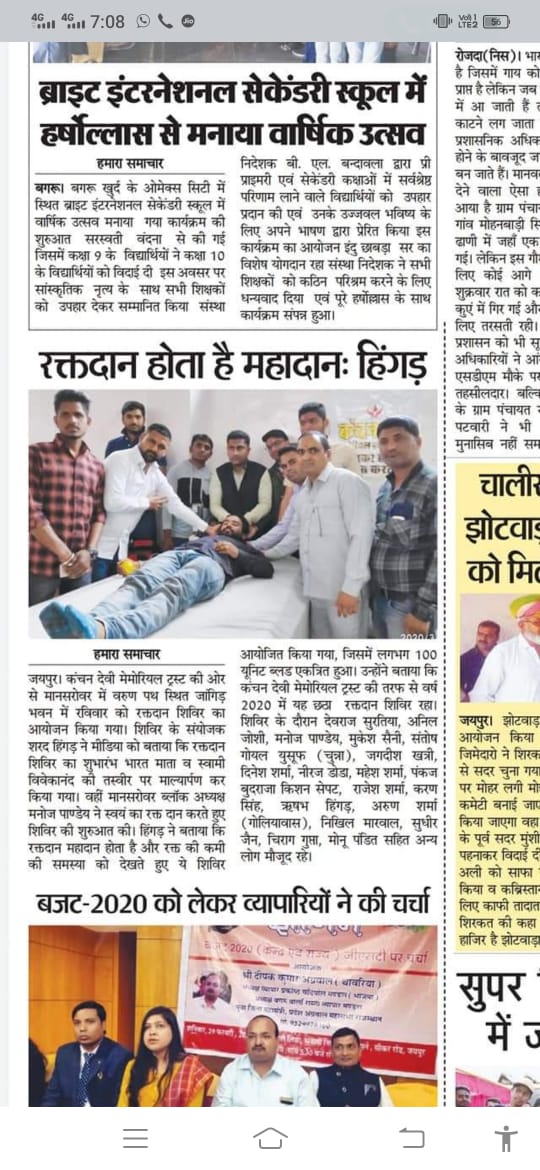 4G 4G 7:08
Jio
Vo)) 1
LTE2
56
ब्राइट इंटरनेशनल सेकेंडरी स्कूल में
हर्षोल्लास से मनाया वार्षिक उत्सव
हमारा समाचार
बगरू। बगरू खुर्द के ओमेक्स सिटी में
स्थित ब्राइट इंटरनेशनल सेकेंडरी स्कूल में
वार्षिक उत्सव मनाया गया कार्यक्रम की
शुरुआत सरस्वती वंदना से की गई
जिसमें कक्षा 9 के विद्यार्थियों ने कक्षा 10
के विद्यार्थियों को विदाई दी इस अवसर पर
सांस्कृतिक नृत्य के साथ सभी शिक्षकों
को उपहार देकर सम्मानित किया संस्था
निदेशक बी. एल. बन्दावला द्वारा प्री
प्राइमरी एवं सेकेंडरी कक्षाओं में सर्वश्रेष्ठ
परिणाम लाने वाले विद्यार्थियों को उपहार
प्रदान की एवं उनके उज्जवल भविष्य के
लिए अपने भाषण द्वारा प्रेरित किया इस
कार्यक्रम का आयोजन इंदु छाबड़ा सर का
विशेष योगदान रहा संस्था निदेशक ने सभी
शिक्षकों को कठिन परिश्रम करने के लिए
धन्यवाद दिया एवं पूरे हर्षोल्लास के साथ
कार्यक्रम संपन्न हुआ।
रक्तदान होता है महादानः हिंगड़
2020/3
हमारा समाचार
जयपुर। कंचन देवी मेमोरियल ट्रस्ट की ओर
से मानसरोवर में वरुण पथ स्थित जांगिड़
भवन में रविवार को रक्तदान शिविर का
आयोजन किया गया। शिविर के संयोजक
शरद हिंगड़ ने मीडिया को बताया कि रक्तदान
शिविर का शुभारंभ भारत माता व स्वामी
विवेकानंद की तस्वीर पर माल्यार्पण कर
किया गया। वहीं मानसरोवर ब्लॉक अध्यक्ष
मनोज पाण्डेय ने स्वयं का रक्त दान करते हुए
शिविर की शुरुआत की। हिंगड़ ने बताया कि
रक्तदान महादान होता है और रक्त की कमी
की समस्या को देखते हुए ये शिविर
आयोजित किया गया, जिसमें लगभग 100
यूनिट ब्लड एकत्रित हुआ। उन्होंने बताया कि
कंचन देवी मेमोरियल ट्रस्ट की तरफ से वर्ष
2020 में यह छठा रक्तदान शिविर रहा।
शिविर के दौरान देवराज सुरतिया, अनिल
जोशी, मनोज पाण्डेय, मुकेश सैनी, संतोष
गोयल युसूफ (चुन्ना), जगदीश खत्री,
दिनेश शर्मा, नीरज डोडा, महेश शर्मा, पंकज
बुदराजा किशन सेपट, राजेश शर्मा, करण
सिंह, ऋषभ हिंगड़, अरुण शर्मा
(गोलियावास), निखिल मारवाल, सुधीर
जैन, चिराग गुप्ता, मोनू पंडित सहित अन्य
लोग मौजूद रहे।
बजट-2020 को लेकर व्यापारियों ने की चर्चा
बजट-2020 (केन्द्र एवं राज्य) जीएसटी पर चर्चा
श्री दीपक कुमार अग्रवाल
रोजदा(निस)। भार
है जिसमें गाय को
प्राप्त है लेकिन जब
में आ जाती हैं
काटने लग जाता
प्रशासनिक अधिक
होने के बावजूद ज
बन जाते हैं। मानव
देने वाला ऐसा
आया है ग्राम पंचा
गांव मोहनबाड़ी सि
ढाणी में जहाँ एक
गई। लेकिन इस गौ
लिए कोई आगे
शुक्रवार रात को क
कुएं में गिर गई और
लिए तरसती रही।
प्रशासन को भी सू
अधिकारियों ने आं
एसडीएम मौके पर
तहसीलदार। बल्वि
के ग्राम पंचायत
पटवारी ने भी
मुनासिब नहीं सम
चालीस
झोटवाड़
को मि
जयपुर। झोटवाड़
आयोजन किया
जिमेदारो ने शिरक
से सदर चुना गया
पर मोहर लगी मोह
कमेटी बनाई जाए
किया जाएगा वहा
के पूर्व सदर मुंशी
पहनाकर विदाई दी
अली को साफा
किया व कब्रिस्तान
लिए काफी तादात
शिरकत की कहा
हाजिर है झोटवाड़
सुपर
में ज